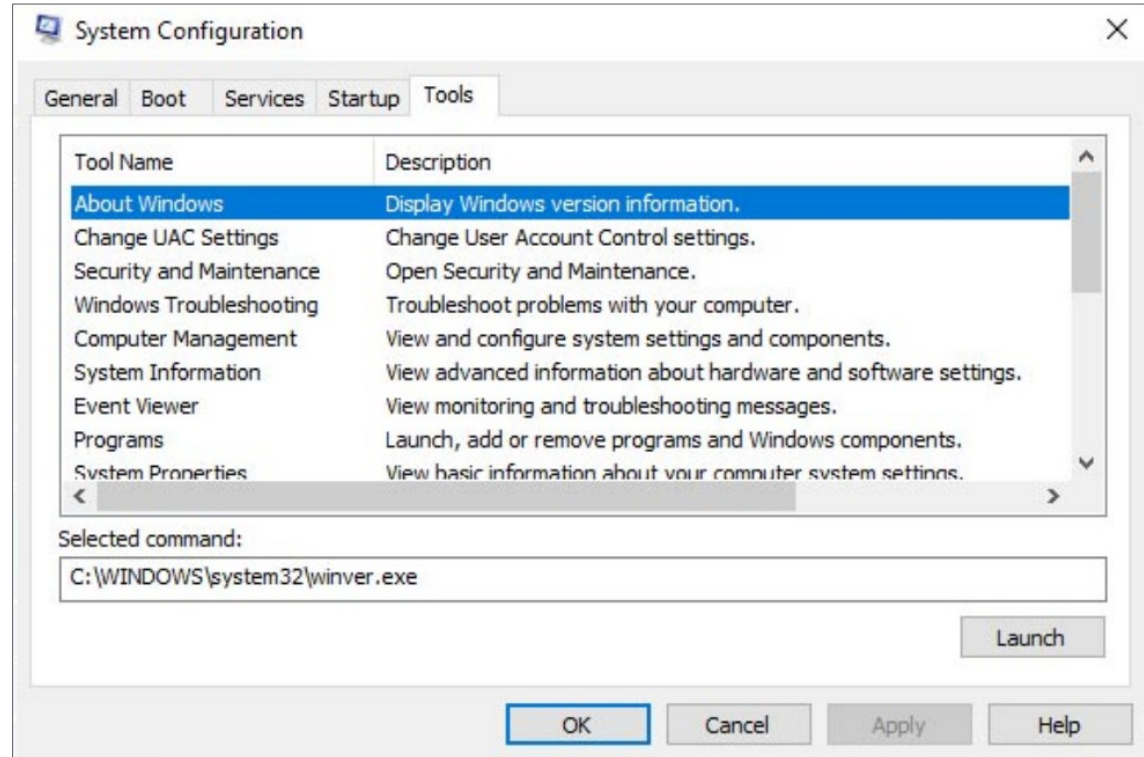 System Configuration
General Boot Services Startup Tools
Tool Name Description
About Windows Display Windows version information.
Change UAC Settings Change User Account Control settings.
Security and Maintenance Open Security and Maintenance.
Windows Troubleshooting Troubleshoot problems with your computer.
Computer Management View and configure system settings and components.
System Information View advanced information about hardware and software settings.
Event Viewer View monitoring and troubleshooting messages.
Programs Launch, add or remove programs and Windows components.
System Properties View basic information about your computer system settings.
Selected command:
C:\WINDOWS\system32\winver.exe
Launch
OK Cancel Apply Help